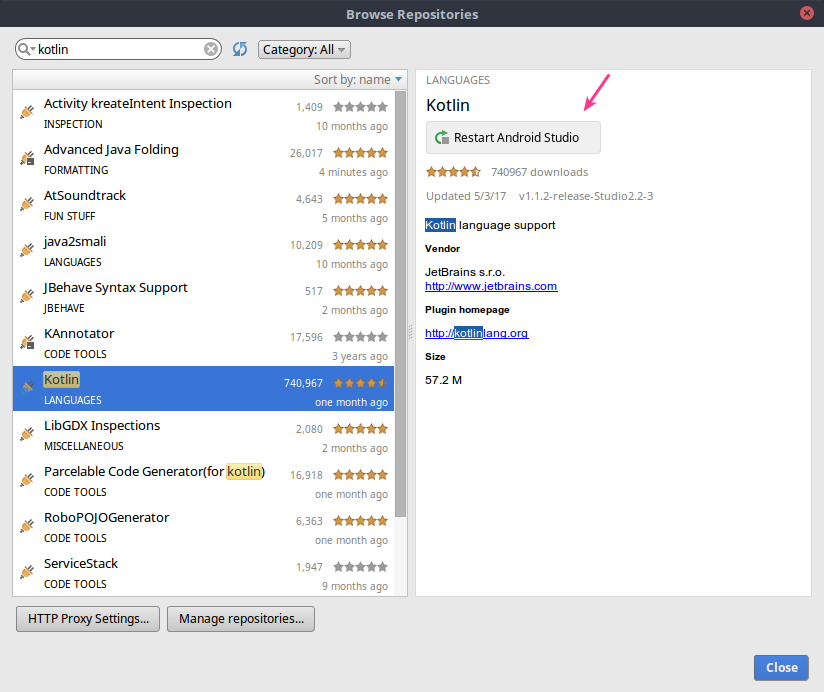 Browse Repositories
kotlin
Category: All
Sort by: name
Activity kreateIntent Inspection 1,409
INSPECTION 10 months ago
Advanced Java Folding 26,017
FORMATTING 4 minutes ago
AtSoundtrack 4,643
FUN STUFF 5 months ago
java2smali 10,209
LANGUAGES 10 months ago
JBehave Syntax Support 517
JBEHAVE 2 months ago
KAnnotator 17,596
CODE TOOLS 3 years ago
Kotlin 740,967
LANGUAGES one month ago
LibGDX Inspections 2,080
MISCELLANEOUS 2 months ago
Parcelable Code Generator(for kotlin) 16,918
CODE TOOLS one month ago
RoboPOJOGenerator 6,363
CODE TOOLS one month ago
ServiceStack 1,947
CODE TOOLS 9 months ago
LANGUAGES
Kotlin
Restart Android Studio
740967 downloads
Updated 5/3/17 v1.1.2-release-Studio2.2-3
Kotlin language support
Vendor
JetBrains s.r.o.
http://www.jetbrains.com
Plugin homepage
http://kotlinlang.org
Size
57.2 M
HTTP Proxy Settings... Manage repositories...
Close